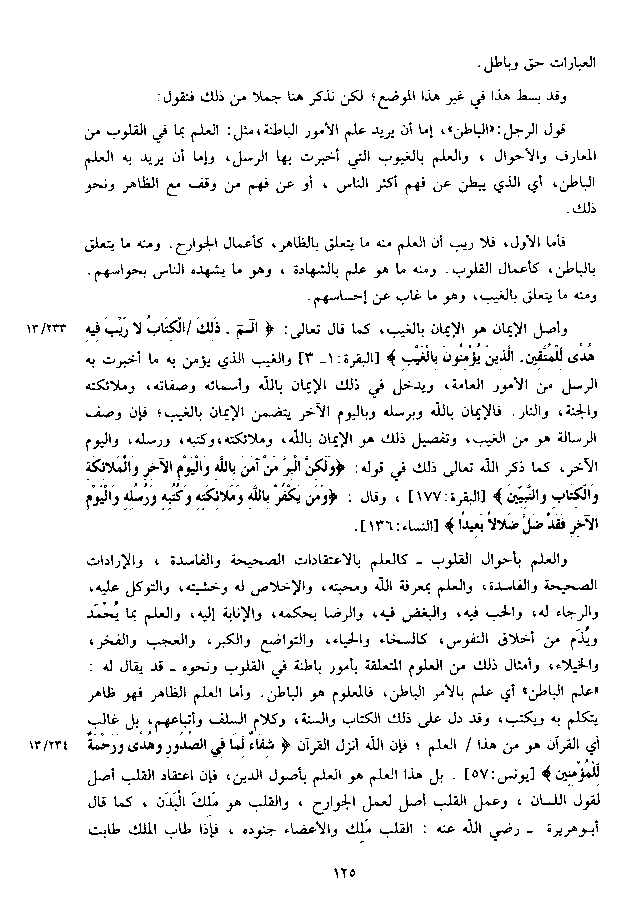 العبارات حق وباطل.
وقد بسط هذا في غير هذا الموضع؛ لكن نذكر هنا جملا من ذلك فنقول:
قول الرجل: «الباطن»، إما أن يريد علم الأمور الباطنة، مثل: العلم بما في القلوب من
المعارف والأحوال ، والعلم بالغيوب التي أخبرت بها الرسل، وإما أن يريد به العلم
الباطن، أي الذي يبطن عن فهم أكثر الناس ، أو عن فهم من وقف مع الظاهر ونحو
ذلك.
فأما الأول، فلا ريب أن العلم منه ما يتعلق بالظاهر، كأعمال الجوارح. ومنه ما يتعلق
بالباطن، كأعمال القلوب. ومنه ما هو علم بالشهادة ، وهو ما يشهده الناس بحواسهم.
ومنه ما يتعلق بالغيب، وهو ما غاب عن إحساسهم.
وأصل الإيمان هو الإيمان بالغيب، كما قال تعالى: ﴿ الٓمٓ . ذَلِكَ /الْكِتَابُ لا رَيْبَ فِيهِ ١٣/٢٣٣
هُدًى لِّلْمُتَّقِينَ. الَّذِينَ يُؤْمِنُونَ بِالْغَيْبِ ﴾ [البقرة:١- ٣] والغيب الذي يؤمن به ما أخبرت به
الرسل من الأمور العامة، ويدخل في ذلك الإيمان بالله وأسمائه وصفاته، وملائكته
والجنة، والنار. فالإيمان بالله وبرسله وباليوم الآخر يتضمن الإيمان بالغيب؛ فإن وصف
الرسالة هو من الغيب، وتفصيل ذلك هو الإيمان بالله، وملائكته،وكتبه، ورسله، واليوم
الآخر، كما ذكر الله تعالى ذلك في قوله: ﴿وَلَكِنَّ الْبِرَّ مَنْ آمَنَ بِاللَّهِ وَالْيَوْمِ الآخِرِ وَالْمَلائِكَةِ
وَالْكِتَابِ وَالنَّبِيِّينَ ﴾ [البقرة:١٧٧] ، وقال : ﴿وَمَن يَكْفُرْ بِاللَّهِ وَمَلائِكَتِهِ وَكُتُبِهِ وَرُسُلِهِ وَالْيَوْمِ
الآخِرِ فَقَدْ ضَلَّ ضَلالاً بَعِيدًا ﴾ [النساء:١٣٦].
والعلم بأحوال القلوب ـ كالعلم بالاعتقادات الصحيحة والفاسدة ، والإرادات
الصحيحة والفاسدة، والعلم بمعرفة الله ومحبته، والإخلاص له وخشيته، والتوكل عليه،
والرجاء له، والحب فيه، والبغض فيه، والرضا بحكمه، والإنابة إليه، والعلم بما يُحْمَد
ويُذَم من أخلاق النفوس، كالسخاء والحياء، والتواضع والكبر، والعجب والفخر،
والخيلاء، وأمثال ذلك من العلوم المتعلقة بأمور باطنة في القلوب ونحوه ـ قد يقال له :
«علم الباطن» أي علم بالأمر الباطن، فالمعلوم هو الباطن. وأما العلم الظاهر فهو ظاهر
يتكلم به ويكتب، وقد دل على ذلك الكتاب والسنة، وكلام السلف وأتباعهم، بل غالب
أي القرآن هو من هذا / العلم ؛ فإن الله أنزل القرآن ﴿ شِفَاءٌ لِّمَا فِي الصُّدُورِ وَهُدًى وَرَحْمَةٌ ١٣/٢٣٤
لِّلْمُؤْمِنِينَ ﴾ [يونس:٥٧] . بل هذا العلم هو العلم بأصول الدين، فإن اعتقاد القلب أصل
لقول اللسان ، وعمل القلب أصل لعمل الجوارح ، والقلب هو مَلِكُ الْبَدَن ، كما قال
أبوهريرة ـ رضي الله عنه : القلب مَلِك والأعضاء جنوده ، فإذا طاب الملك طابت
١٢٥